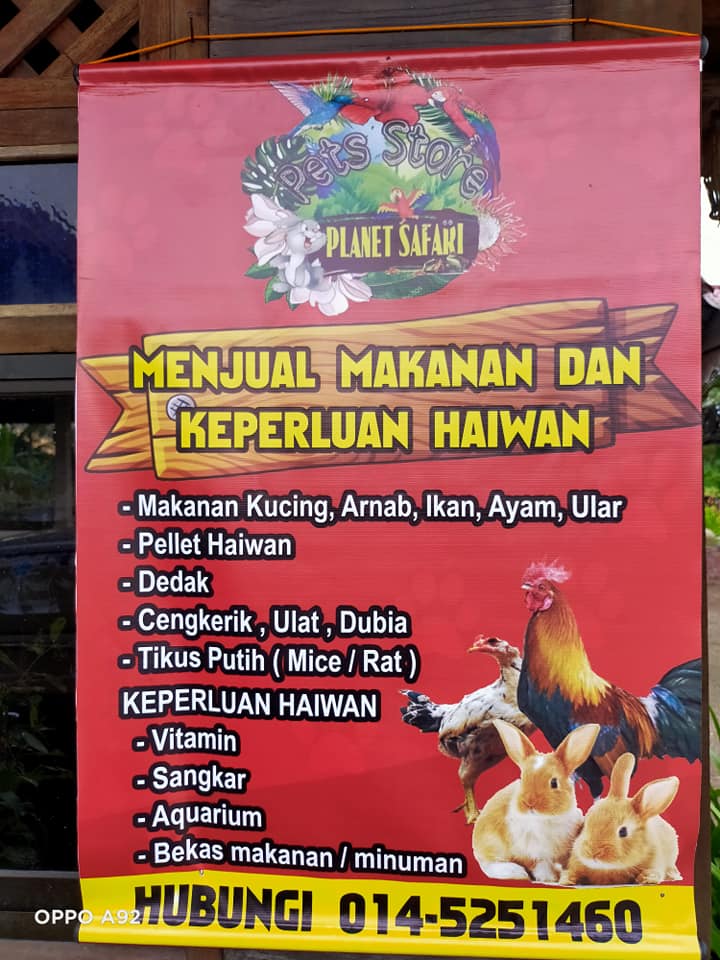 Pets Store
PLANET SAFARI
MENJUAL MAKANAN DAN
KEPERLUAN HAIWAN
- Makanan Kucing, Arnab, Ikan, Ayam, Ular
- Pellet Haiwan
- Dedak
- Cengkerik , Ulat , Dubia
- Tikus Putih ( Mice / Rat )
KEPERLUAN HAIWAN
- Vitamin
- Sangkar
- Aquarium
- Bekas makanan / minuman
HUBUNGI 014-5251460
OPPO A92